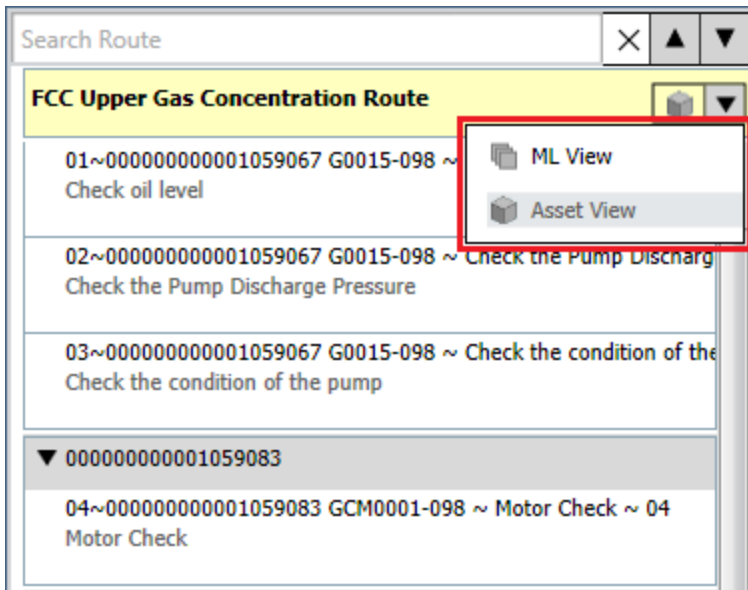 Search Route
FCC Upper Gas Concentration Route
ML View
Asset View
01~000000000001059067 G0015-098 ~
Check oil level
02~000000000001059067 G0015-098 ~ Check the Pump Discharg
Check the Pump Discharge Pressure
03~000000000001059067 G0015-098 ~ Check the condition of the
Check the condition of the pump
000000000001059083
04~000000000001059083 GCM0001-098 ~ Motor Check ~ 04
Motor Check